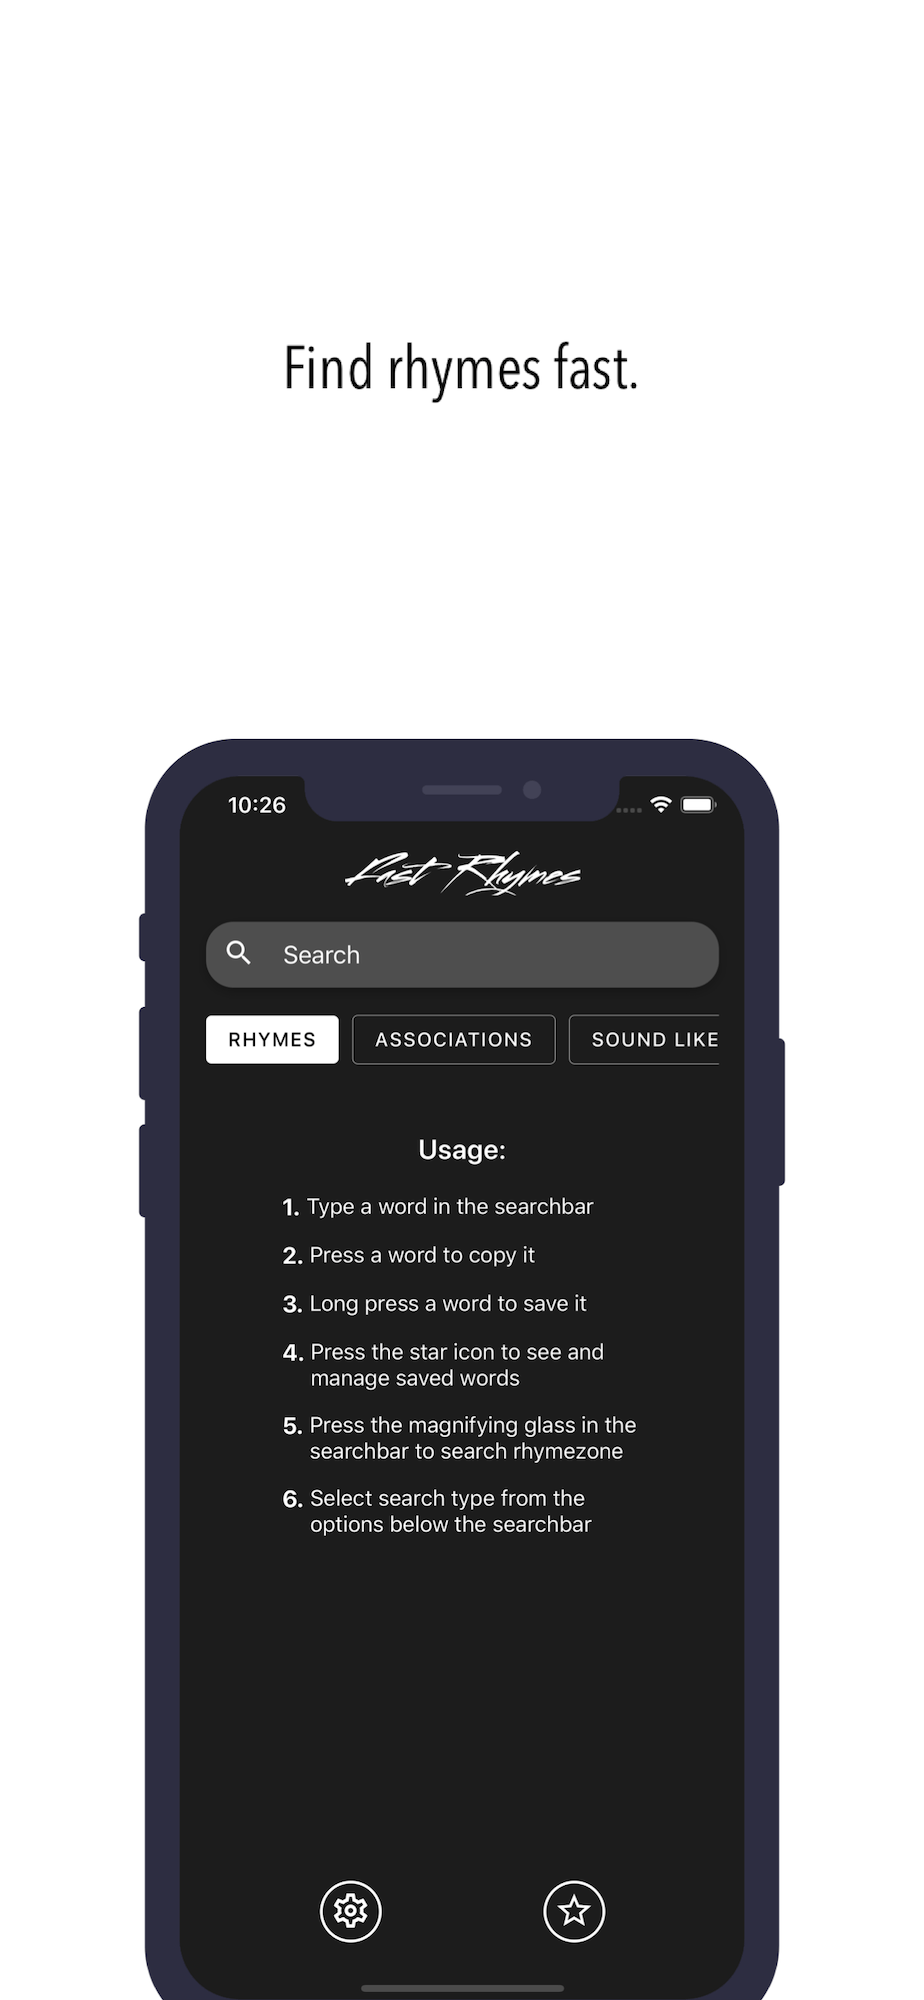 Find rhymes fast.
10:26
Fast Rhymes
Search
RHYMES ASSOCIATIONS SOUND LIKE
Usage:
1. Type a word in the searchbar
2. Press a word to copy it
3. Long press a word to save it
4. Press the star icon to see and
manage saved words
5. Press the magnifying glass in the
searchbar to search rhymezone
6. Select search type from the
options below the searchbar